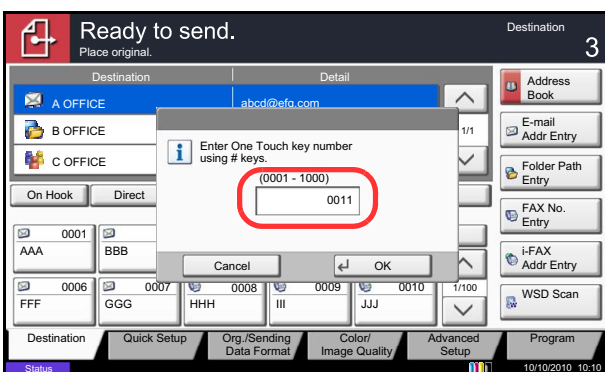 Ready to send.
Place original.
Destination
3
Destination
Detail
A OFFICE
abcd@efg.com
B OFFICE
C OFFICE
1/1
Enter One Touch key number
using # keys.
(0001 - 1000)
0011
Cancel
OK
On Hook
Direct
0001
AAA
BBB
0006
FFF
0007
GGG
0008
HHH
0009
III
0010
JJJ
1/100
Address
Book
E-mail
Addr Entry
Folder Path
Entry
FAX No.
Entry
i-FAX
Addr Entry
WSD Scan
Destination
Quick Setup
Org./Sending
Data Format
Color/
Image Quality
Advanced
Setup
Program
Status
10/10/2010 10:10